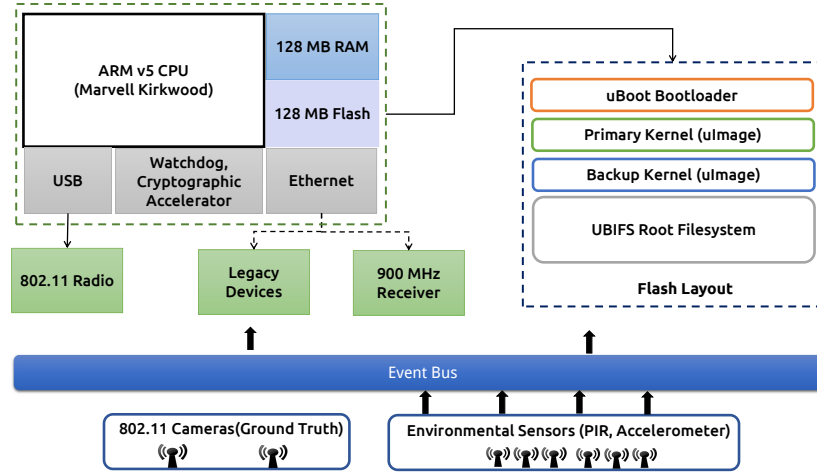 ARM v5 CPU
(Marvell Kirkwood)
128 MB RAM
128 MB Flash
USB
Watchdog,
Cryptographic
Accelerator
Ethernet
802.11 Radio
Legacy
Devices
900 MHz
Receiver
uBoot Bootloader
Primary Kernel (uImage)
Backup Kernel (uImage)
UBIFS Root Filesystem
Flash Layout
Event Bus
802.11 Cameras(Ground Truth)
Environmental Sensors (PIR, Accelerometer)